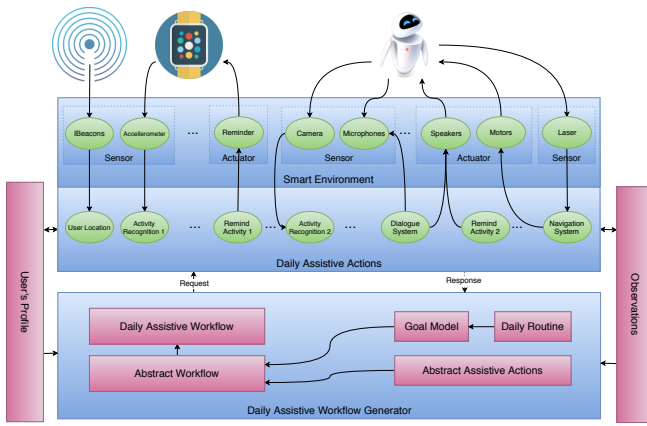 IBeacons
Accellerometer
...
Reminder
Camera
Microphones
...
Speakers
Motors
Laser
Sensor
Actuator
Sensor
Actuator
Sensor
Smart Environment
User Location
Activity
Recognition 1
...
Remind
Activity 1
...
Activity
Recognition 2
...
Dialogue
System
Remind
Activity 2
...
Navigation
System
Daily Assistive Actions
User's Profile
Observations
Request
Response
Daily Assistive Workflow
Goal Model
Daily Routine
Abstract Workflow
Abstract Assistive Actions
Daily Assistive Workflow Generator